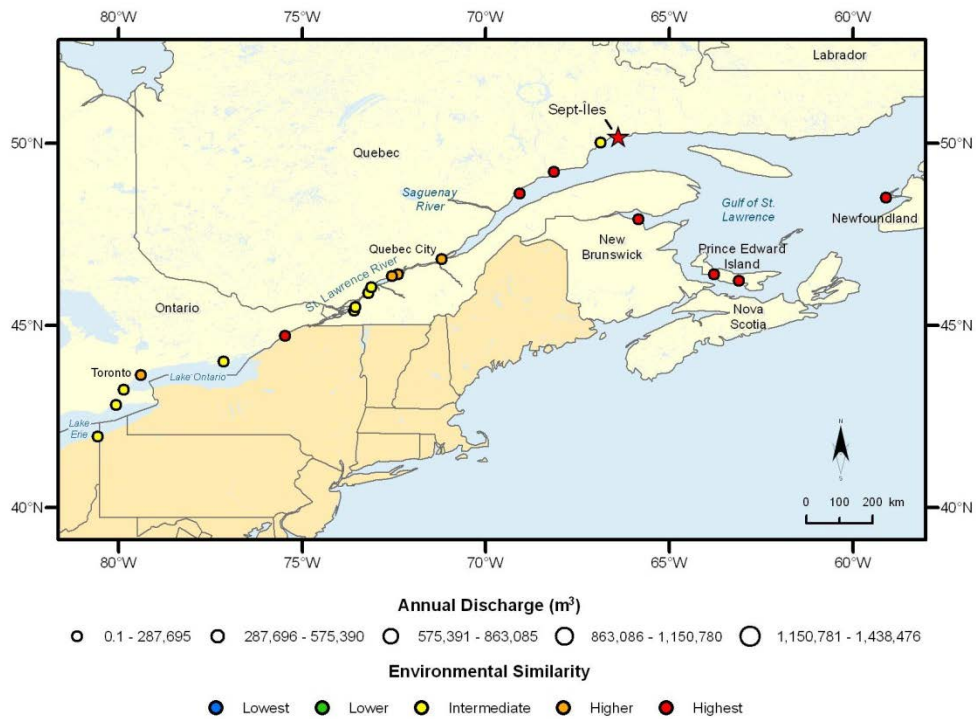 80°W 75°W 70°W 65°W 60°W
Labrador
Sept-Îles
50°N 50°N
Quebec
Saguenay
River
Gulf of St.
Lawrence
Newfoundland
Quebec City
New
Brunswick
Prince Edward
Island
St. Lawrence River
Ontario
Nova
Scotia
45°N 45°N
Toronto
Lake Ontario
Lake
Erie
N
S
40°N 40°N
0 100 200 km
80°W 75°W 70°W 65°W 60°W
Annual Discharge (m³)
0.1 - 287,695 287,696 - 575,390 575,391 - 863,085 863,086 - 1,150,780 1,150,781 - 1,438,476
Environmental Similarity
Lowest Lower Intermediate Higher Highest